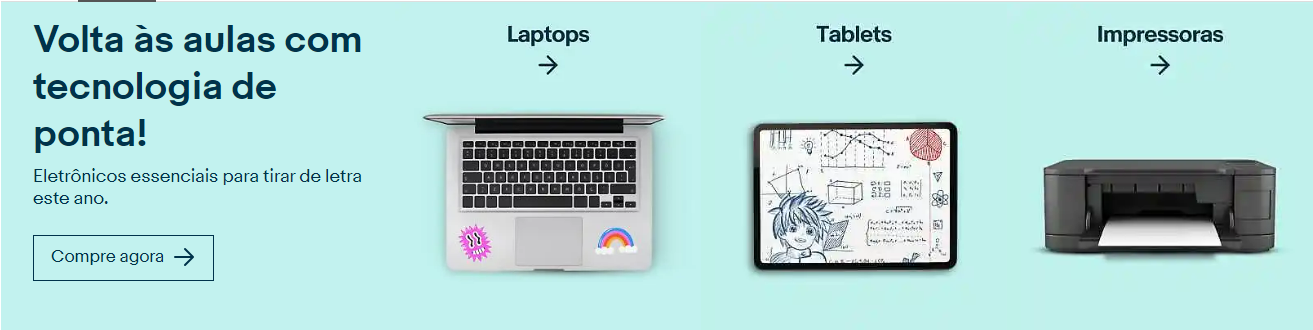 Volta às aulas com
tecnologia de
ponta!
Eletrônicos essenciais para tirar de letra
este ano.
Compre agora
Laptops
Tablets
Impressoras